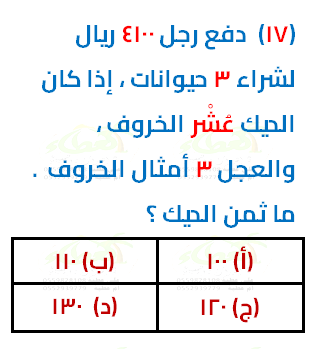 (١٧) دفع رجل ٤١٠٠ ريال
لشراء ٣ حيوانات ، إذا كان
الديك عُشْر الخروف ،
والعجل ٣ أمثال الخروف .
ما ثمن الديك ؟
(أ) ١٠٠ (ب) ١١٠
(ج) ١٢٠ (د) ١٣٠